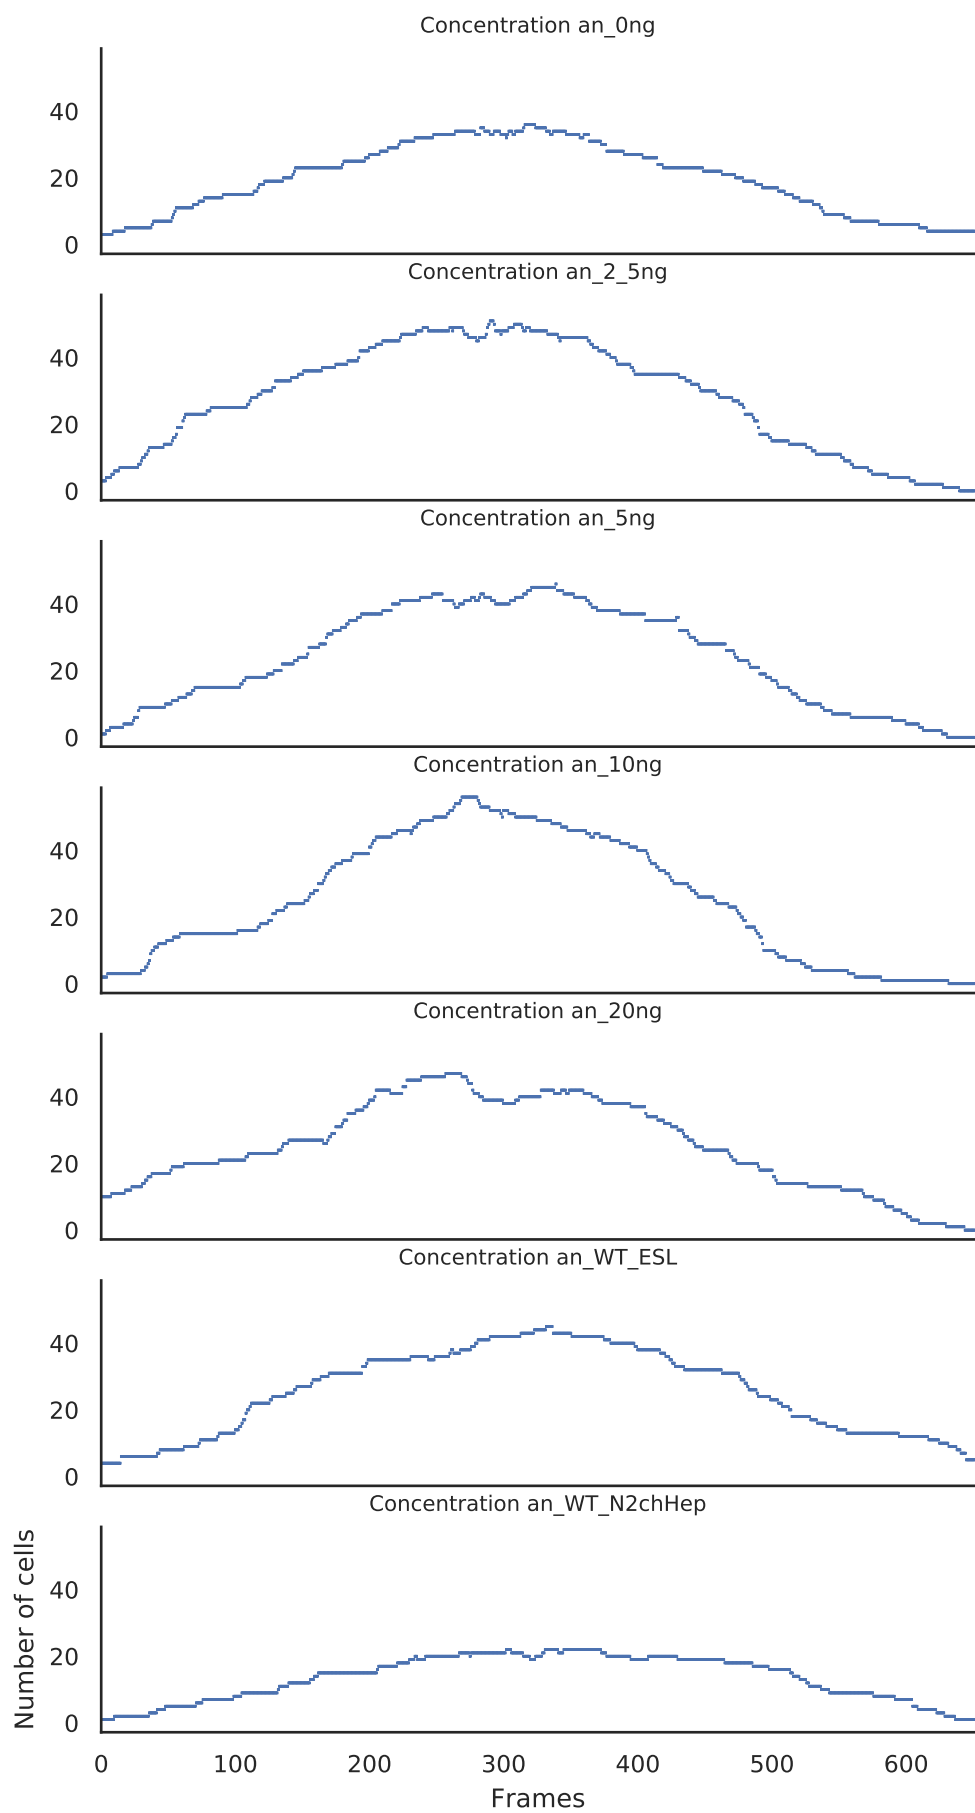 Concentration an_0ng
40
20
0
Concentration an_2_5ng
40
20
0
Concentration an_5ng
40
20
0
Concentration an_10ng
40
20
0
Concentration an_20ng
40
20
0
Concentration an_WT_ESL
40
20
0
Concentration an_WT_N2chHep
Number of cells
40
20
0
0 100 200 300 400 500 600
Frames